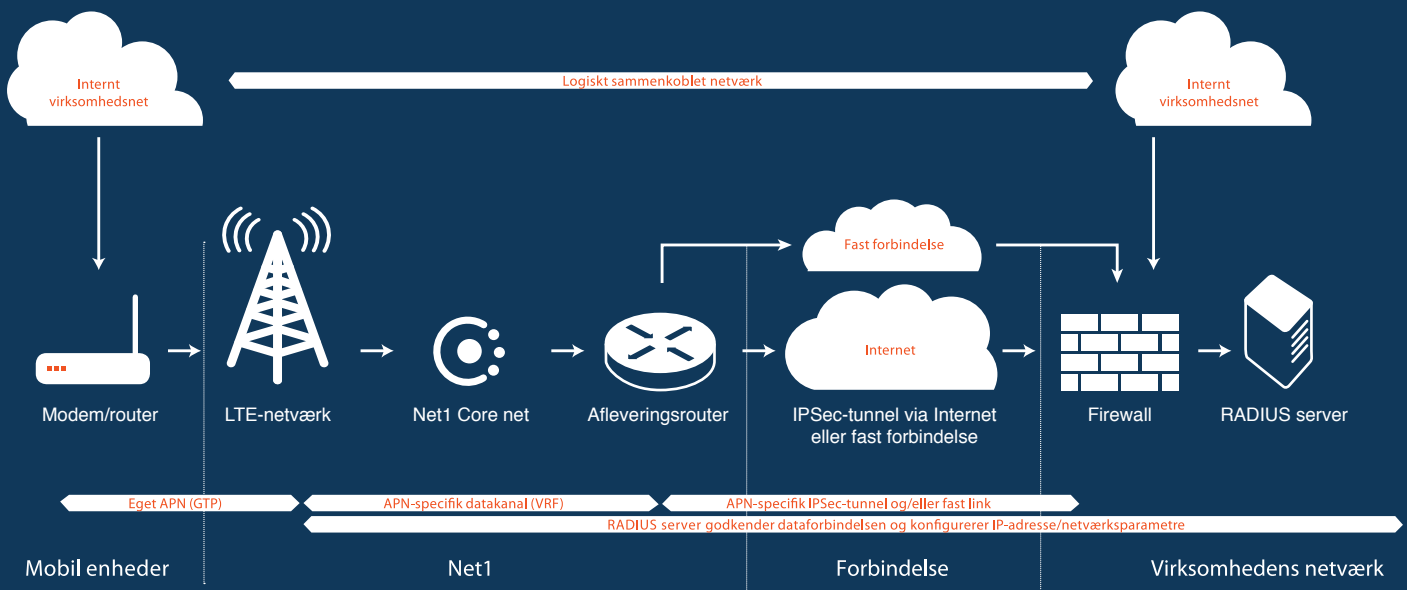 Internt
virksomhedsnet
Logiskt sammenkoblet netværk
Internt
virksomhedsnet
Fast forbindelse
Internet
Modem/router
LTE-netværk
Net1 Core net
Afleveringsrouter
IPSec-tunnel via Internet
eller fast forbindelse
Firewall
RADIUS server
Eget APN (GTP)
APN-specifik datakanal (VRF)
APN-specifik IPSec-tunnel og/eller fast link
RADIUS server godkender dataforbindelsen og konfigurerer IP-adresse/netværksparametre
Mobil enheder
Net1
Forbindelse
Virksomhedens netværk